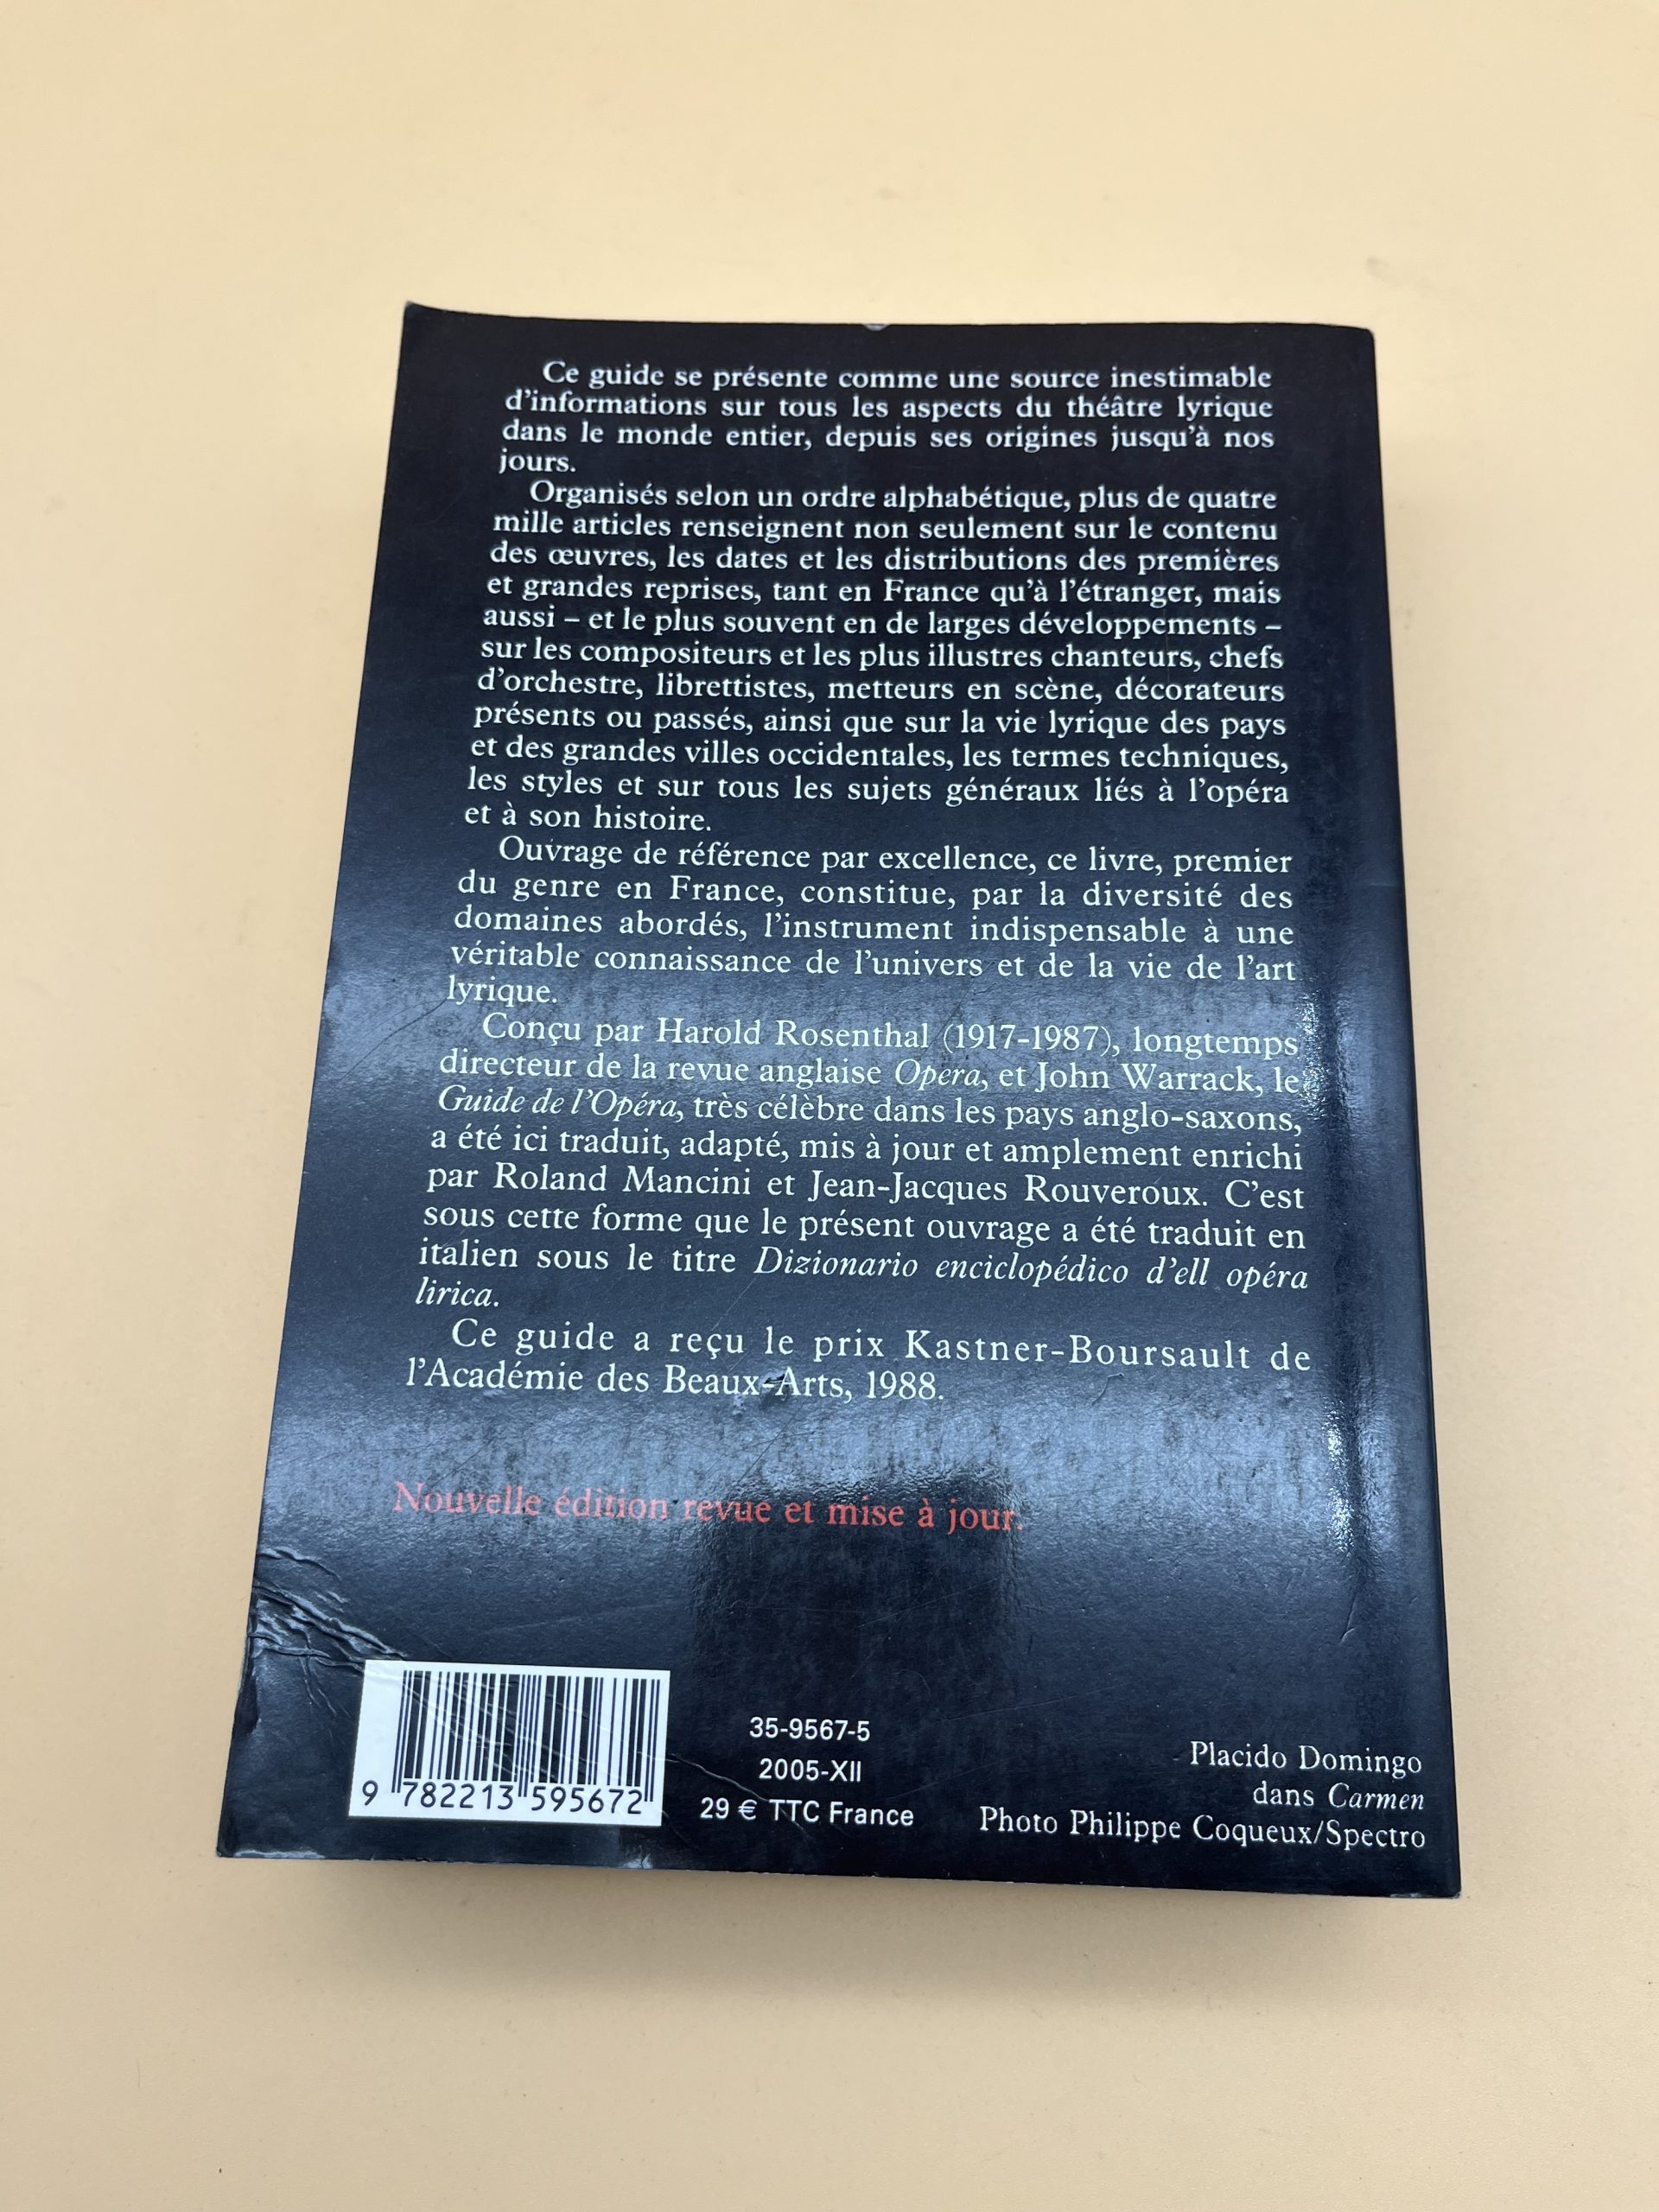 Ce guide se présente comme une source inestimable
d'informations sur tous les aspects du théâtre lyrique
dans le monde entier, depuis ses origines jusqu'à nos
jours.
Organisés selon un ordre alphabétique, plus de quatre
mille articles renseignent non seulement sur le contenu
des œuvres, les dates et les distributions des premières
et grandes reprises, tant en France qu'à l'étranger, mais
aussi – et le plus souvent en de larges développements –
sur les compositeurs et les plus illustres chanteurs, chefs
d'orchestre, librettistes, metteurs en scène, décorateurs
présents ou passés, ainsi que sur la vie lyrique des pays
et des grandes villes occidentales, les termes techniques,
les styles et sur tous les sujets généraux liés à l'opéra
et à son histoire.
Ouvrage de référence par excellence, ce livre, premier
du genre en France, constitue, par la diversité des
domaines abordés, l'instrument indispensable à une
véritable connaissance de l'univers et de la vie de l'art
lyrique.
Conçu par Harold Rosenthal (1917-1987), longtemps
directeur de la revue anglaise Opera, et John Warrack, le
Guide de l'Opéra, très célèbre dans les pays anglo-saxons,
a été ici traduit, adapté, mis à jour et amplement enrichi
par Roland Mancini et Jean-Jacques Rouveroux. C'est
sous cette forme que le présent ouvrage a été traduit en
italien sous le titre Dizionario enciclopédico d'ell opéra
lirica.
Ce guide a reçu le prix Kastner-Boursault de
l'Académie des Beaux-Arts, 1988.
Nouvelle édition revue et mise à jour.
9 782213 595672
35-9567-5
2005-XII
29 € TTC France
Placido Domingo
dans Carmen
Photo Philippe Coqueux/Spectro